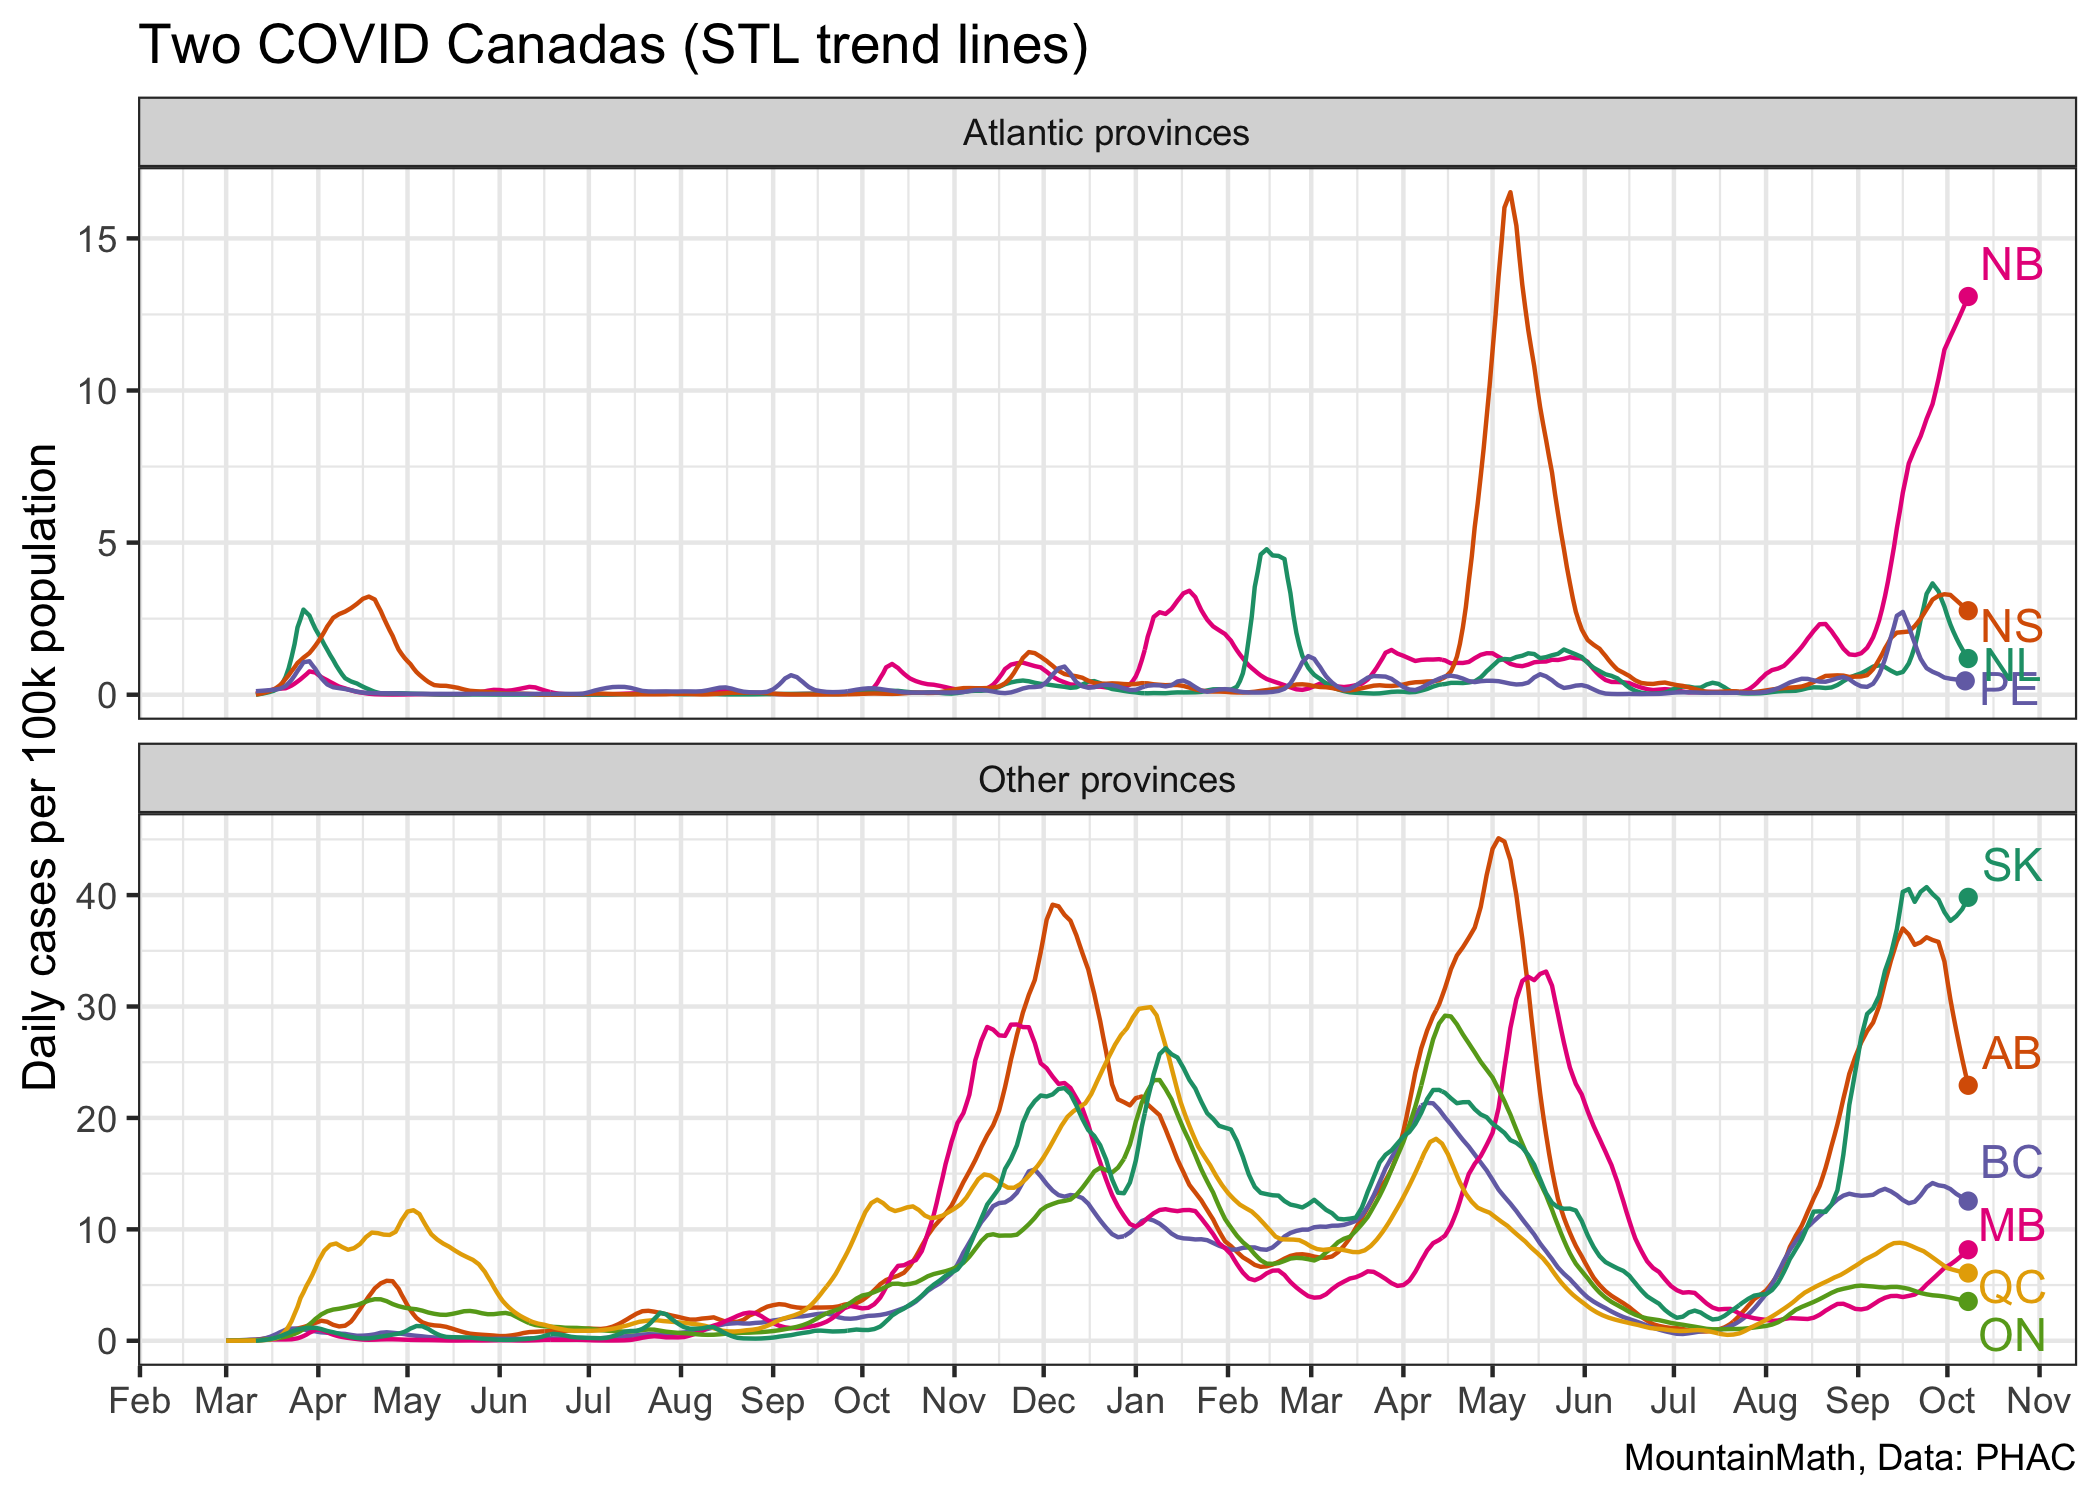 Two COVID Canadas (STL trend lines)
Atlantic provinces
15
10
5
0
NB
NS
NL
PE
Daily cases per 100k population
Other provinces
40
30
20
10
0
SK
AB
BC
MB
QC
ON
Feb Mar Apr May Jun Jul Aug Sep Oct Nov Dec Jan Feb Mar Apr May Jun Jul Aug Sep Oct Nov
MountainMath, Data: PHAC